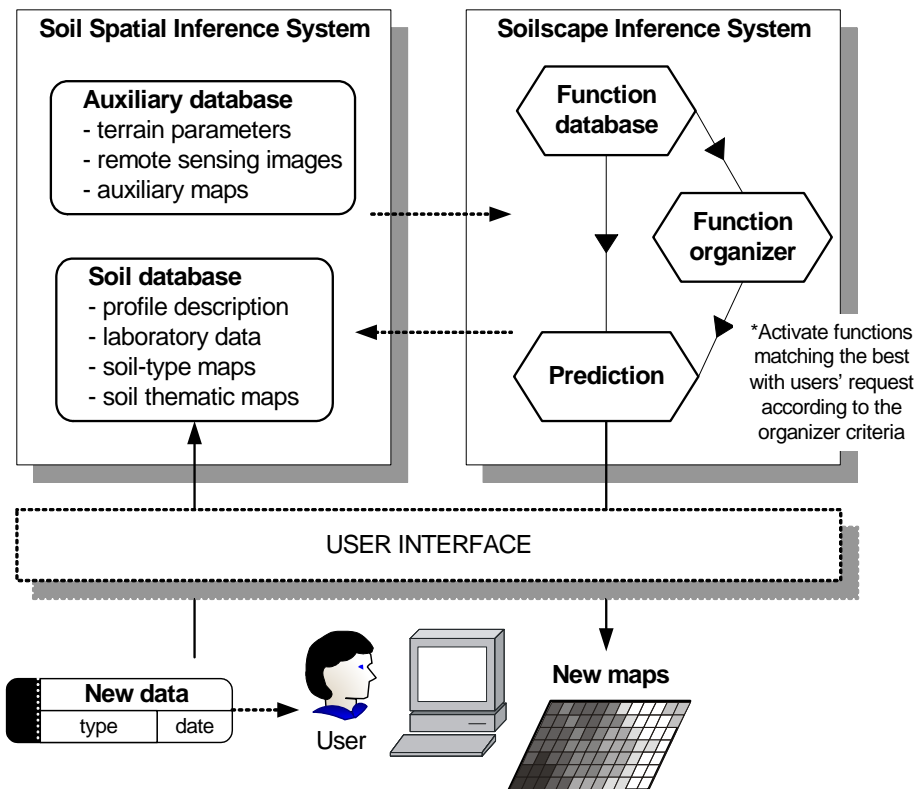 Soil Spatial Inference System
Auxiliary database
- terrain parameters
- remote sensing images
- auxiliary maps
Soil database
- profile description
- laboratory data
- soil-type maps
- soil thematic maps
Soilscape Inference System
Function
database
Function
organizer
Prediction
*Activate functions
matching the best
with users’ request
according to the
organizer criteria
USER INTERFACE
New data
type
date
User
New maps